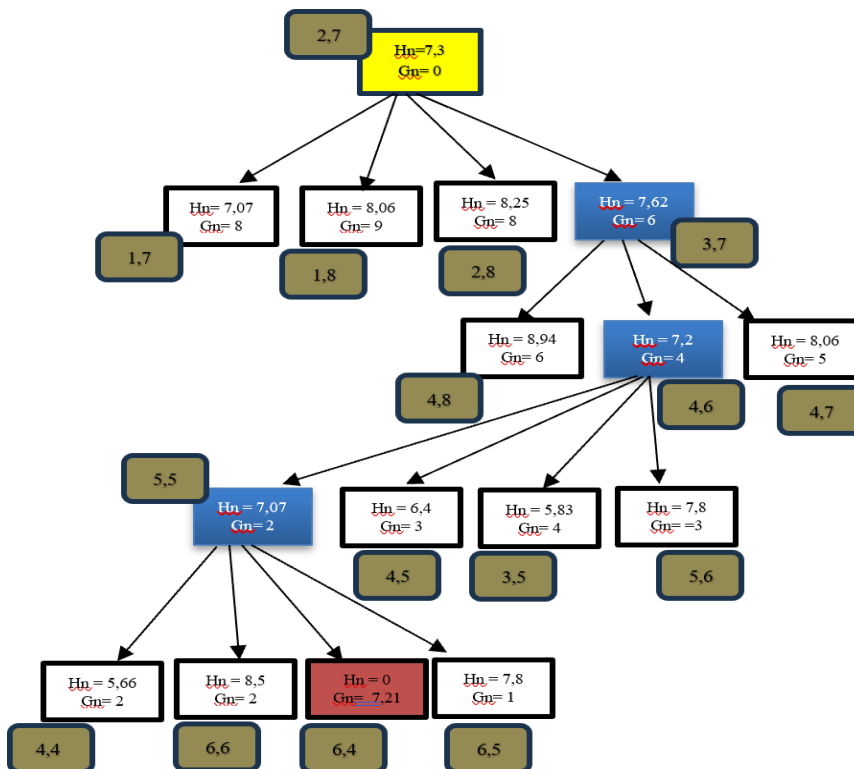 2,7
Hn=7,3
Gn= 0
Hn= 7,07
Gn= 8
Hn = 8,06
Gn= 9
Hn = 8,25
Gn= 8
Hn = 7,62
Gn= 6
1,7
1,8
2,8
3,7
Hn = 8,94
Gn= 6
Hn = 7,2
Gn= 4
Hn = 8,06
Gn= 5
4,8
4,6
4,7
5,5
Hn = 7,07
Gn= 2
Hn = 6,4
Gn= 3
Hn = 5,83
Gn= 4
Hn = 7,8
Gn= =3
4,5
3,5
5,6
Hn = 5,66
Gn= 2
Hn = 8,5
Gn= 2
Hn = 0
Gn= 7,21
Hn = 7,8
Gn= 1
4,4
6,6
6,4
6,5